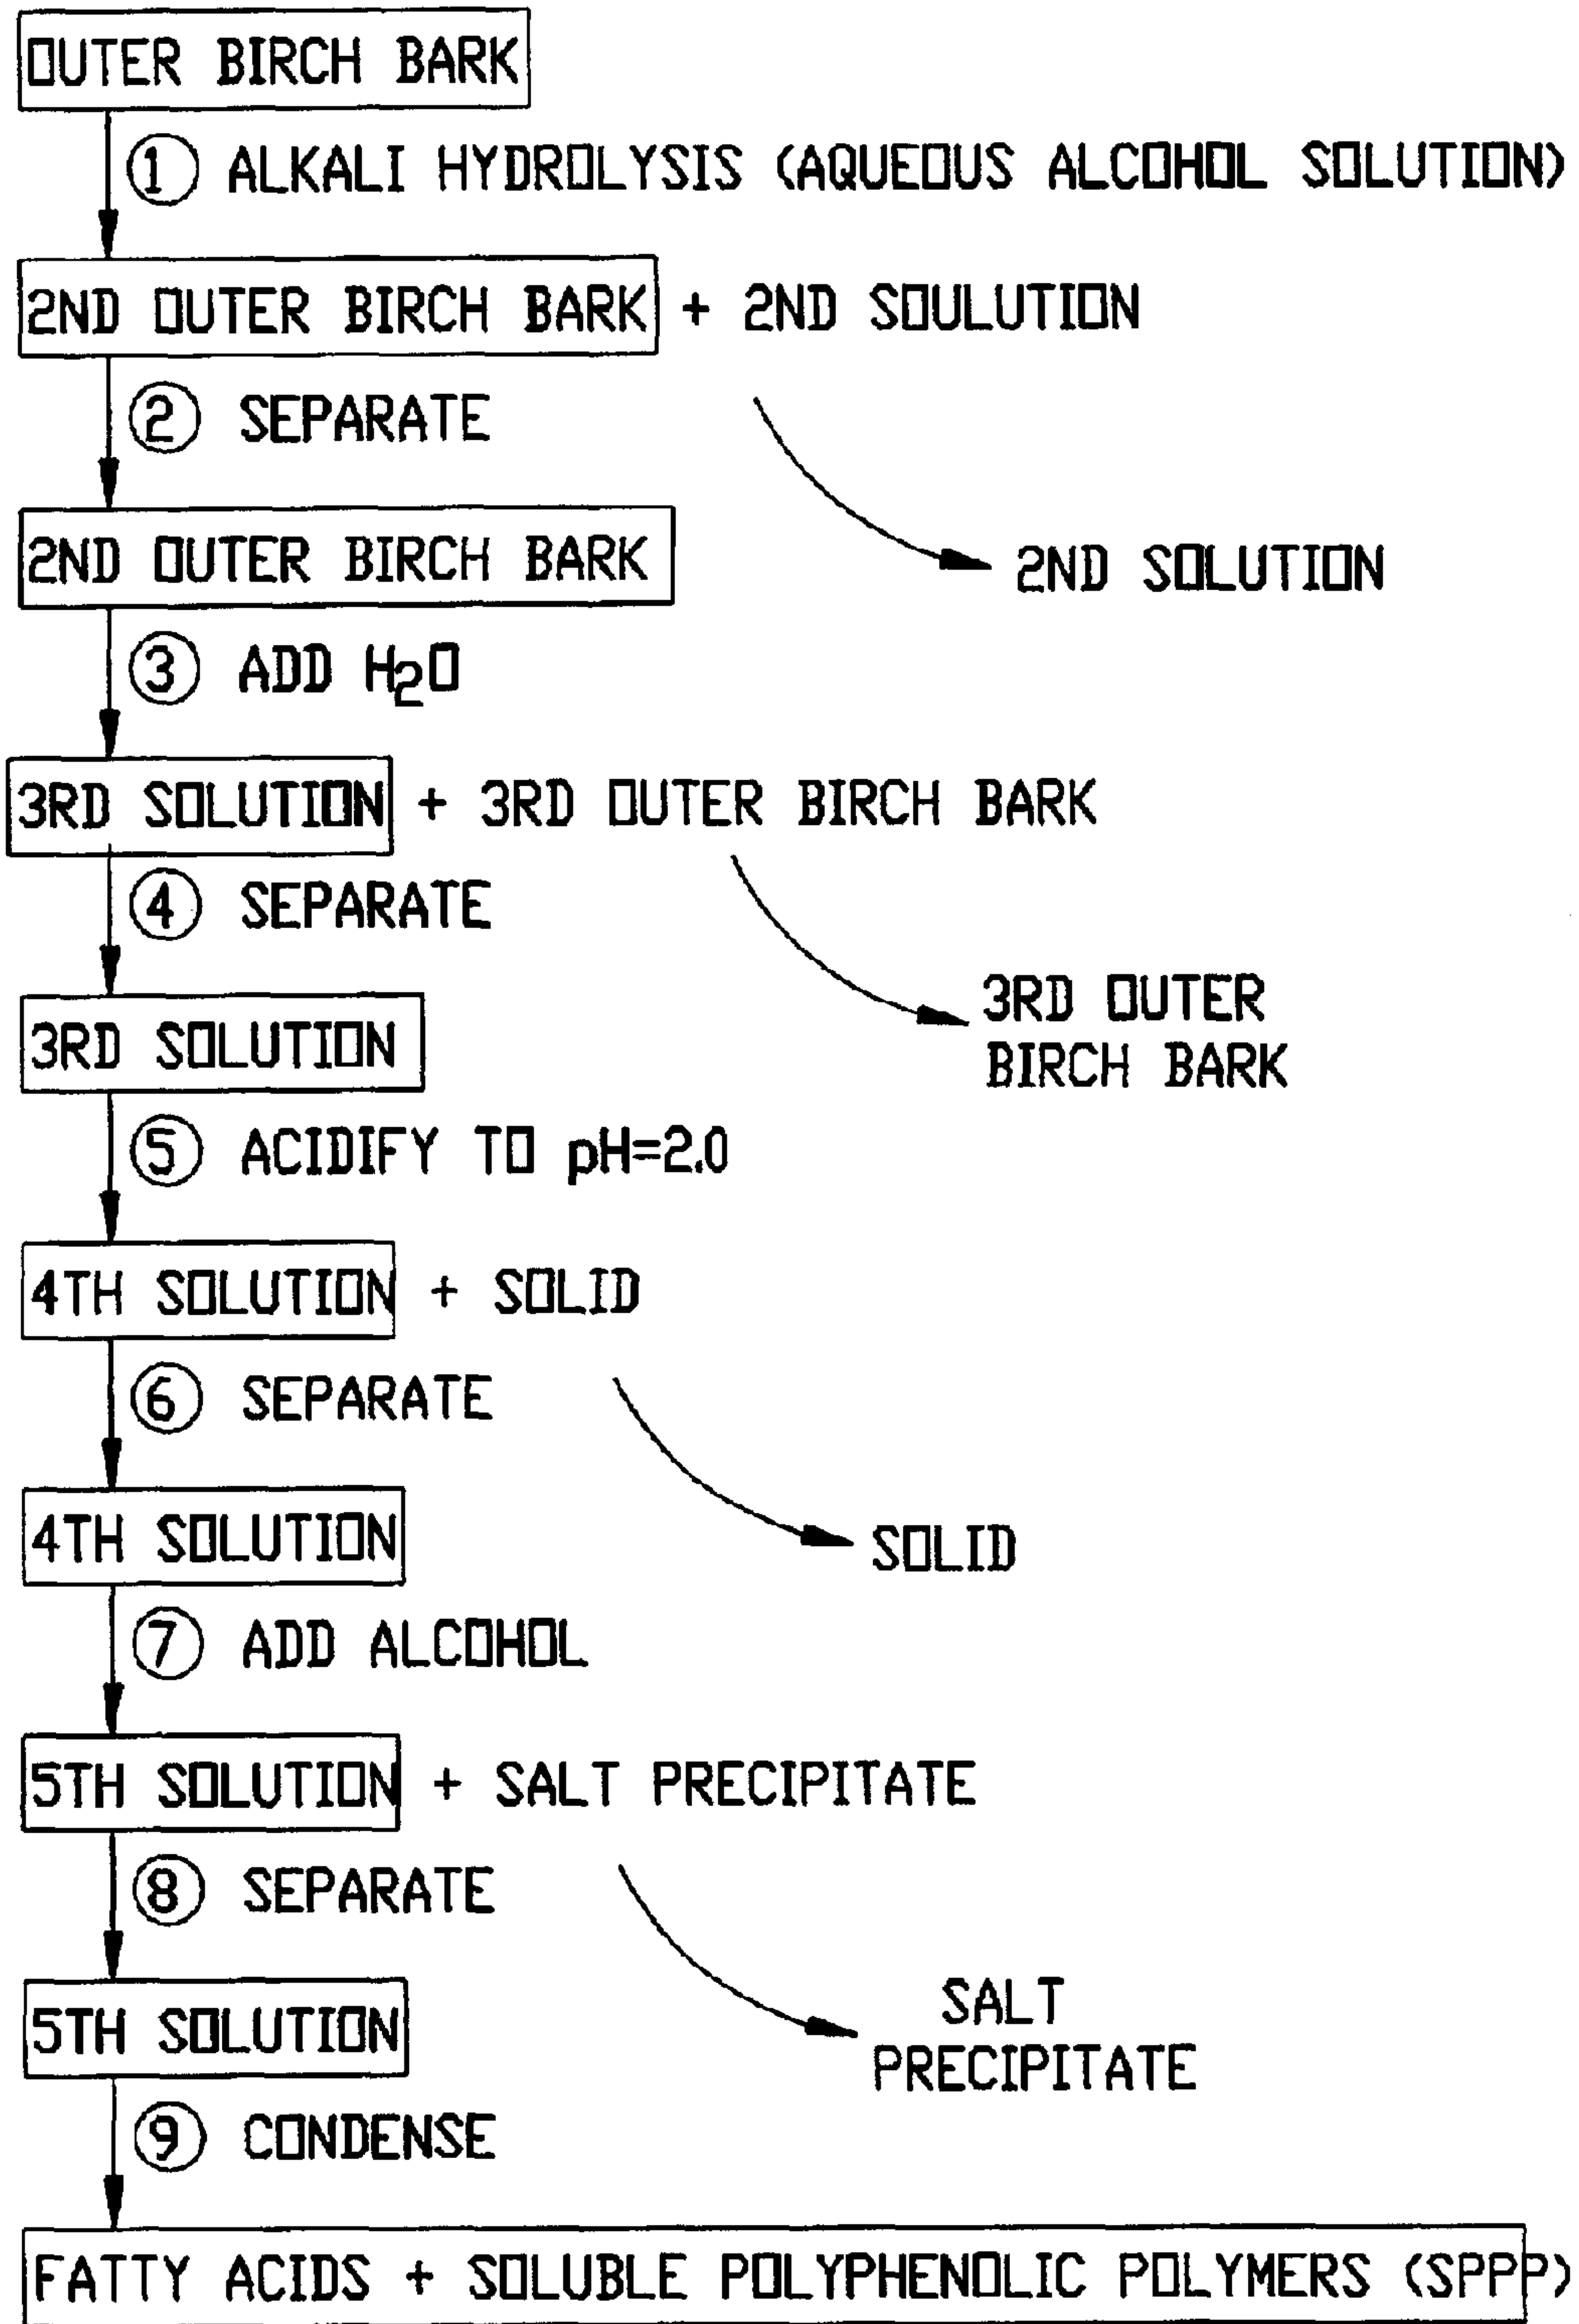 OUTER BIRCH BARK
① ALKALI HYDROLYSIS (AQUEOUS ALCOHOL SOLUTION)
2ND OUTER BIRCH BARK + 2ND SOULUTION
② SEPARATE
2ND SOLUTION
2ND OUTER BIRCH BARK
③ ADD H₂O
3RD SOLUTION + 3RD OUTER BIRCH BARK
④ SEPARATE
3RD OUTER
BIRCH BARK
3RD SOLUTION
⑤ ACIDIFY TO pH=2.0
4TH SOLUTION + SOLID
⑥ SEPARATE
SOLID
4TH SOLUTION
⑦ ADD ALCOHOL
5TH SOLUTION + SALT PRECIPITATE
⑧ SEPARATE
SALT
PRECIPITATE
5TH SOLUTION
⑨ CONDENSE
FATTY ACIDS + SOLUBLE POLYPHENOLIC POLYMERS (SPPP)